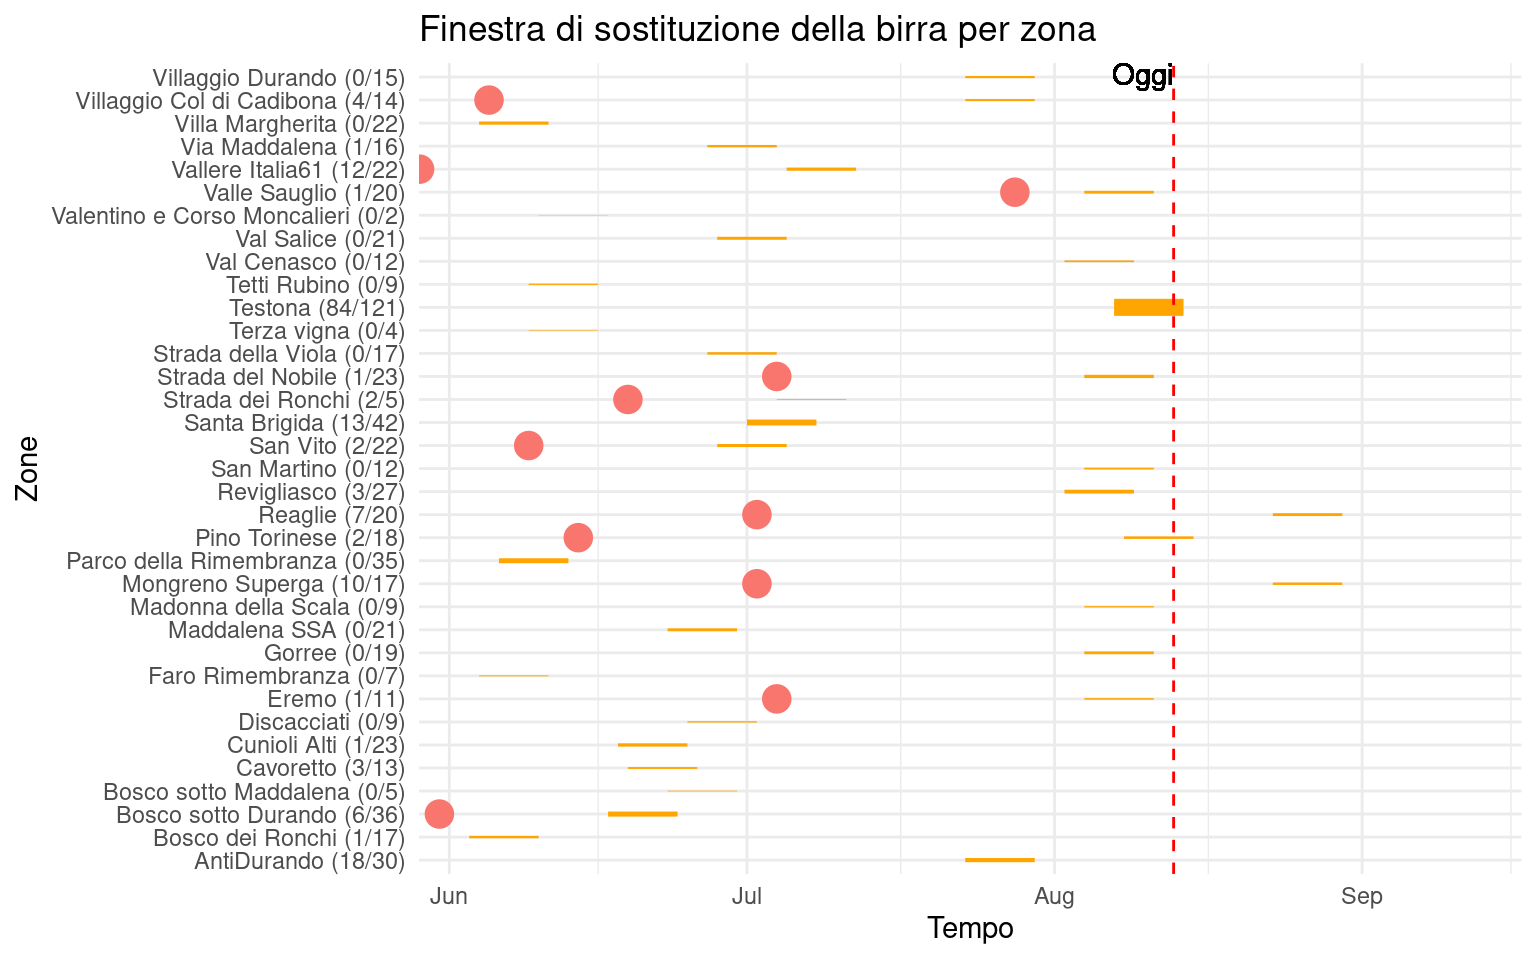 Finestra di sostituzione della birra per zona
Oggi
Villaggio Durando (0/15)
Villaggio Col di Cadibona (4/14)
Villa Margherita (0/22)
Via Maddalena (1/16)
Vallere Italia61 (12/22)
Valle Sauglio (1/20)
Valentino e Corso Moncalieri (0/2)
Val Salice (0/21)
Val Cenasco (0/12)
Tetti Rubino (0/9)
Testona (84/121)
Terza vigna (0/4)
Strada della Viola (0/17)
Strada del Nobile (1/23)
Strada dei Ronchi (2/5)
Santa Brigida (13/42)
San Vito (2/22)
San Martino (0/12)
Revigliasco (3/27)
Reaglie (7/20)
Pino Torinese (2/18)
Parco della Rimembranza (0/35)
Mongreno Superga (10/17)
Madonna della Scala (0/9)
Maddalena SSA (0/21)
Gorree (0/19)
Faro Rimembranza (0/7)
Eremo (1/11)
Discacciati (0/9)
Cunioli Alti (1/23)
Cavoretto (3/13)
Bosco sotto Maddalena (0/5)
Bosco sotto Durando (6/36)
Bosco dei Ronchi (1/17)
AntiDurando (18/30)
Zone
Jun Jul Aug Sep
Tempo